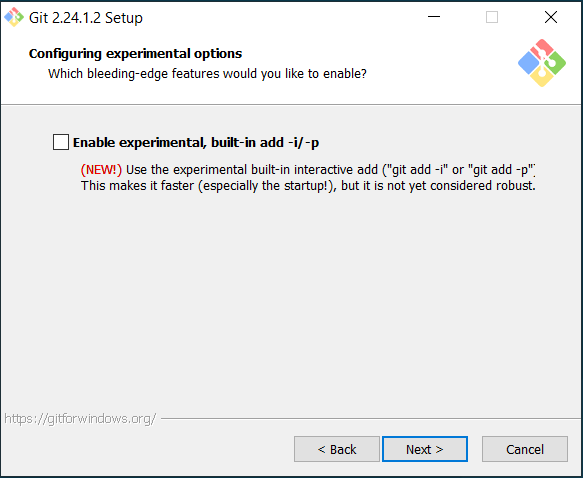 Git 2.24.1.2 Setup
Configuring experimental options
Which bleeding-edge features would you like to enable?
Enable experimental, built-in add -i/-p
(NEW!) Use the experimental built-in interactive add ("git add -i" or "git add -p")
This makes it faster (especially the startup!), but it is not yet considered robust.
https://gitforwindows.org/
< Back
Next >
Cancel